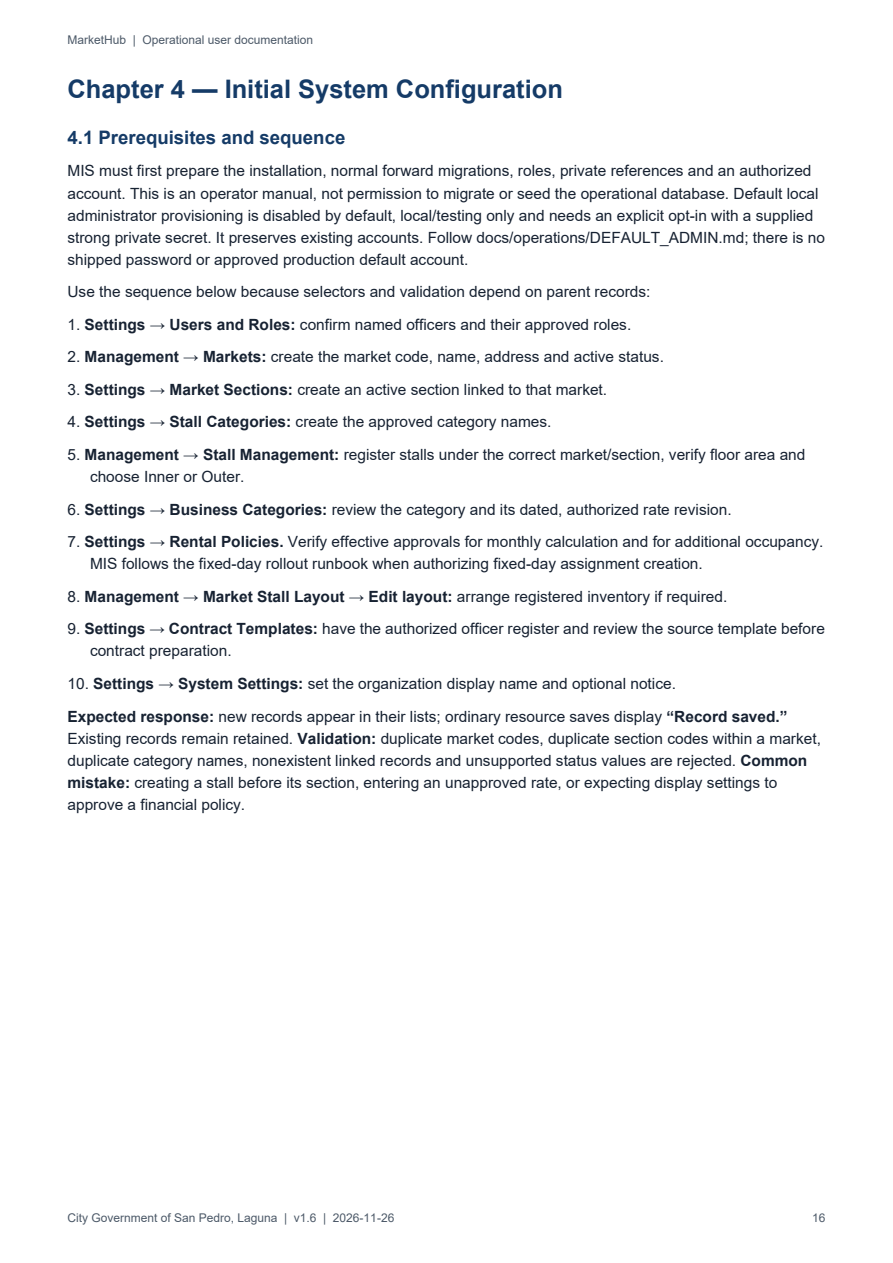 MarketHub | Operational user documentation
Chapter 4 — Initial System Configuration
4.1 Prerequisites and sequence
MIS must first prepare the installation, normal forward migrations, roles, private references and an authorized
account. This is an operator manual, not permission to migrate or seed the operational database. Default local
administrator provisioning is disabled by default, local/testing only and needs an explicit opt-in with a supplied
strong private secret. It preserves existing accounts. Follow docs/operations/DEFAULT_ADMIN.md; there is no
shipped password or approved production default account.
Use the sequence below because selectors and validation depend on parent records:
1. Settings → Users and Roles: confirm named officers and their approved roles.
2. Management → Markets: create the market code, name, address and active status.
3. Settings → Market Sections: create an active section linked to that market.
4. Settings → Stall Categories: create the approved category names.
5. Management → Stall Management: register stalls under the correct market/section, verify floor area and
choose Inner or Outer.
6. Settings → Business Categories: review the category and its dated, authorized rate revision.
7. Settings → Rental Policies. Verify effective approvals for monthly calculation and for additional occupancy.
MIS follows the fixed-day rollout runbook when authorizing fixed-day assignment creation.
8. Management → Market Stall Layout → Edit layout: arrange registered inventory if required.
9. Settings → Contract Templates: have the authorized officer register and review the source template before
contract preparation.
10. Settings → System Settings: set the organization display name and optional notice.
Expected response: new records appear in their lists; ordinary resource saves display “Record saved.”
Existing records remain retained. Validation: duplicate market codes, duplicate section codes within a market,
duplicate category names, nonexistent linked records and unsupported status values are rejected. Common
mistake: creating a stall before its section, entering an unapproved rate, or expecting display settings to
approve a financial policy.
City Government of San Pedro, Laguna | v1.6 | 2026-11-26
16